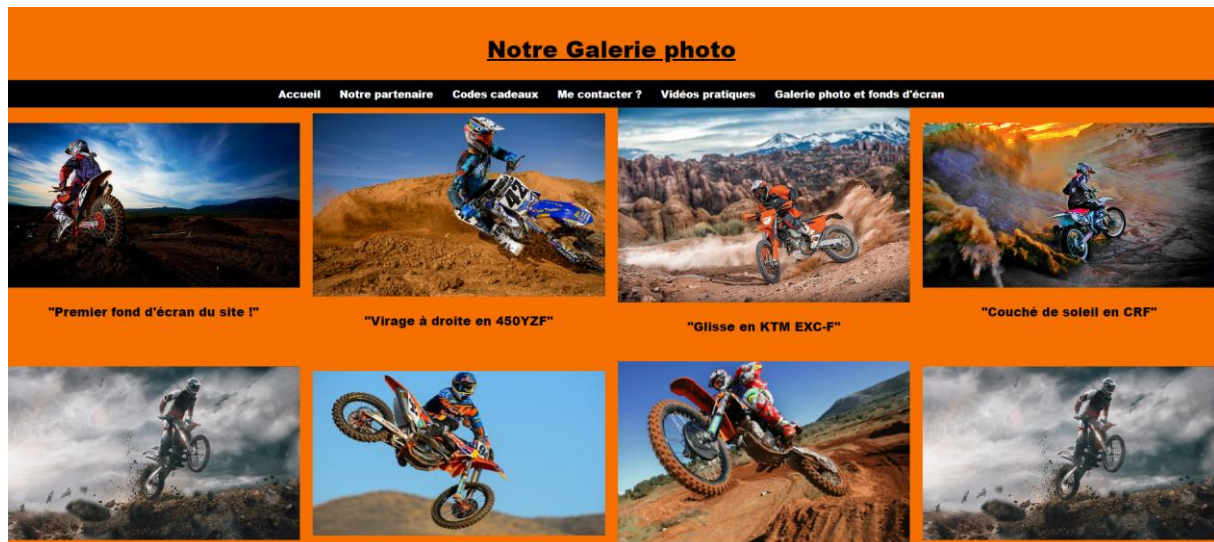 Notre Galerie photo
Accueil Notre partenaire Codes cadeaux Me contacter ? Vidéos pratiques Galerie photo et fonds d'écran
42
"Premier fond d'écran du site !"
"Virage à droite en 450YZF"
"Glisse en KTM EXC-F"
"Couché de soleil en CRF"